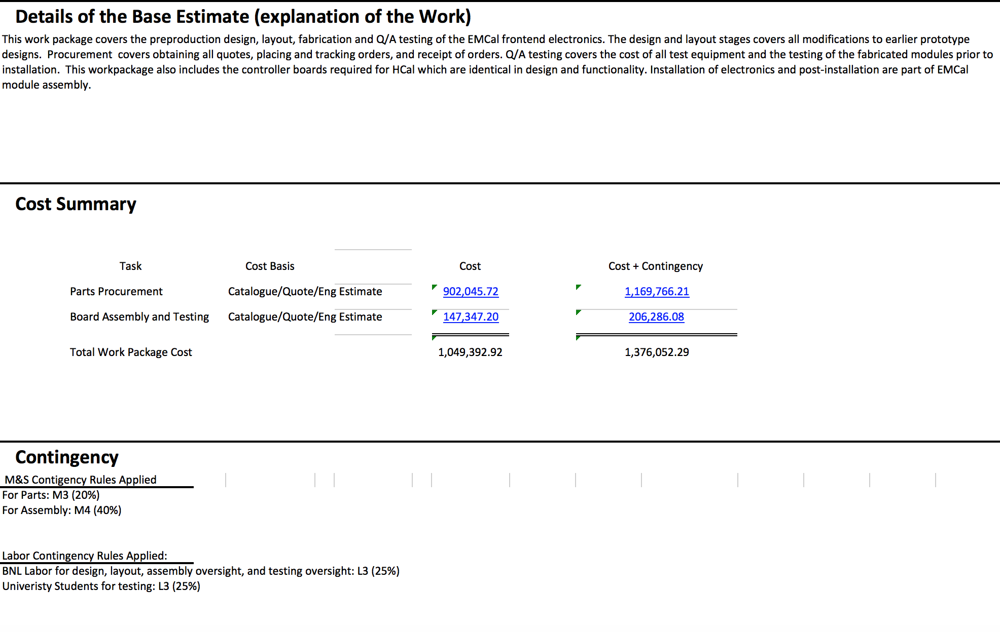 Details of the Base Estimate (explanation of the Work)
This work package covers the preproduction design, layout, fabrication and Q/A testing of the EMCal frontend electronics. The design and layout stages covers all modifications to earlier prototype
designs.  Procurement  covers obtaining all quotes, placing and tracking orders, and receipt of orders. Q/A testing covers the cost of all test equipment and the testing of the fabricated modules prior to
installation.  This workpackage also includes the controller boards required for HCal which are identical in design and functionality. Installation of electronics and post-installation are part of EMCal
module assembly.
Cost Summary
Task Cost Basis Cost Cost + Contingency
Parts Procurement Catalogue/Quote/Eng Estimate 902,045.72 1,169,766.21
Board Assembly and Testing Catalogue/Quote/Eng Estimate 147,347.20 206,286.08
Total Work Package Cost 1,049,392.92 1,376,052.29
Contingency
M&S Contigency Rules Applied
For Parts: M3 (20%)
For Assembly: M4 (40%)
Labor Contingency Rules Applied:
BNL Labor for design, layout, assembly oversight, and testing oversight: L3 (25%)
Univeristy Students for testing: L3 (25%)